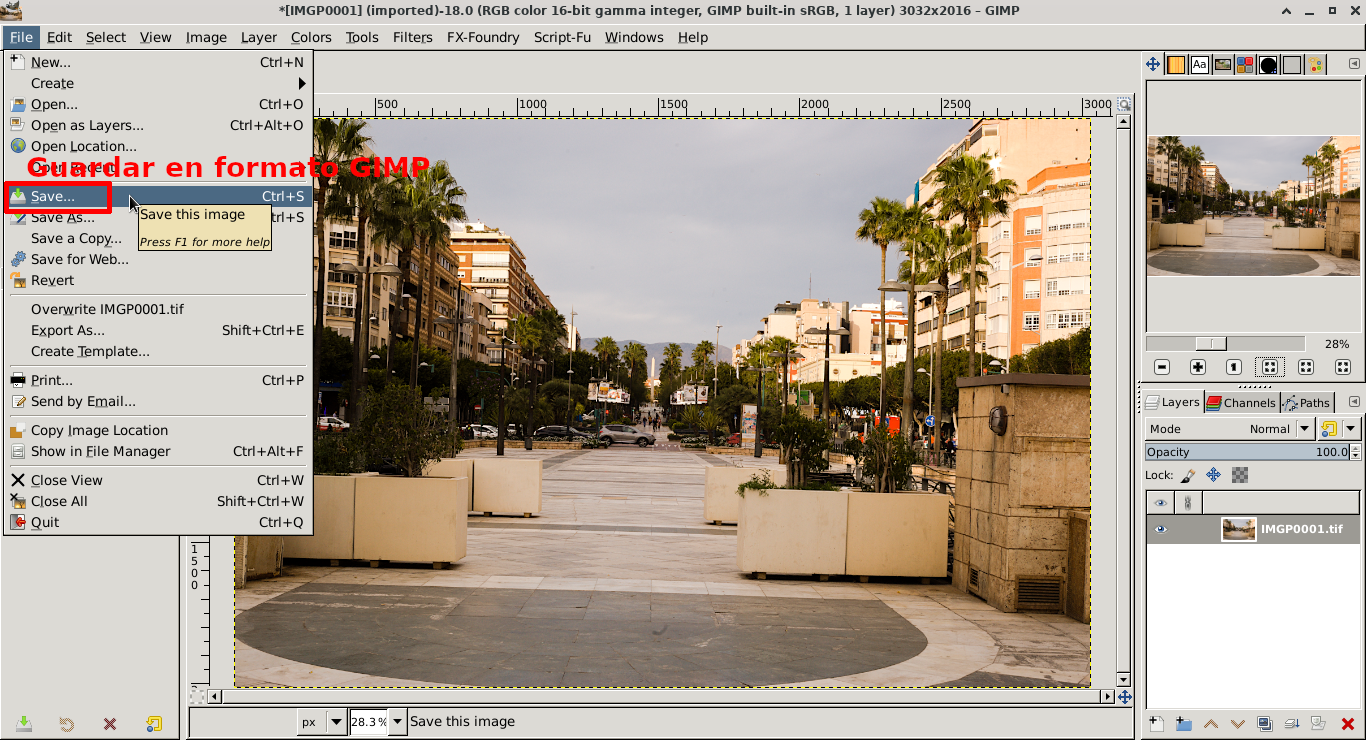 *[IMGP0001] (imported)-18.0 (RGB color 16-bit gamma integer, GIMP built-in sRGB, 1 layer) 3032x2016 – GIMP
File Edit Select View Image Layer Colors Tools Filters FX-Foundry Script-Fu Windows Help
New... Ctrl+N
Create
Open... Ctrl+O
Open as Layers... Ctrl+Alt+O
Open Location...
Guardar en formato GIMP
Save... Ctrl+S
Save As...
Save this image
Press F1 for more help
Save a Copy...
Save for Web...
Revert
Overwrite IMGP0001.tif
Export As... Shift+Ctrl+E
Create Template...
Print... Ctrl+P
Send by Email...
Copy Image Location
Show in File Manager Ctrl+Alt+F
Close View Ctrl+W
Close All Shift+Ctrl+W
Quit Ctrl+Q
500 1000 1500 2000 2500 3000
1500
px 28.3 % Save this image
Aa
28%
Layers Channels Paths
Mode Normal
Opacity 100.0
Lock:
IMGP0001.tif